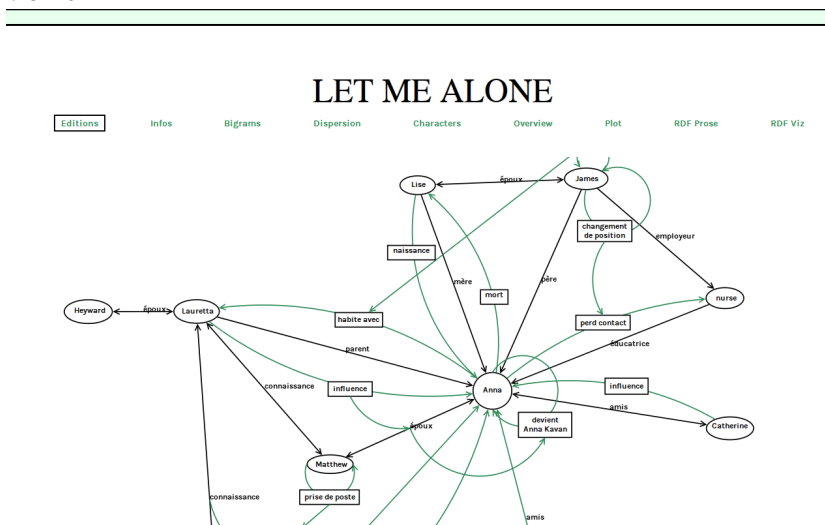 LET ME ALONE
Editions
Infos
Bigrams
Dispersion
Characters
Overview
Plot
RDF Prose
RDF Viz
Lise
époux
James
changement
de position
employeur
naissance
mère
père
mort
nurse
Heyward
époux
Lauretta
habite avec
perd contact
éducatrice
parent
connaissance
influence
Anna
influence
amis
devient
Anna Kavan
Catherine
époux
Matthew
prise de poste
connaissance
amis